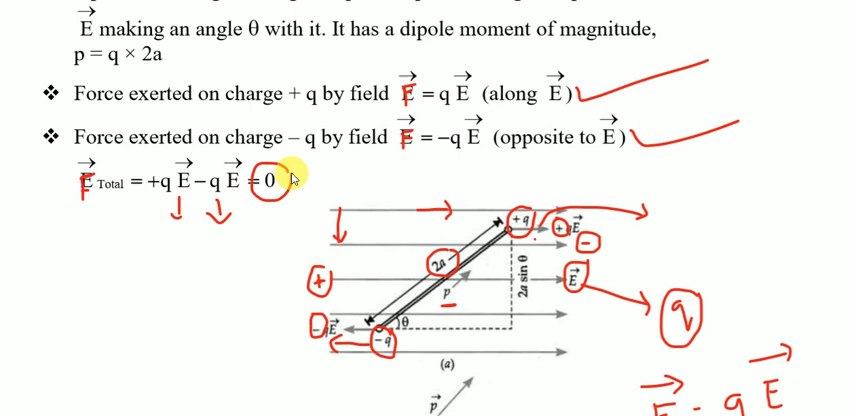 E making an angle θ with it. It has a dipole moment of magnitude,
p = q × 2a
❖ Force exerted on charge + q by field F = q E (along E)
❖ Force exerted on charge – q by field F = –q E (opposite to E)
F Total = +q E – q E = 0
+q
+qE
–
2a
+
E
p
2a sin θ
q
–qE
θ
–q
(a)
p
F = q E